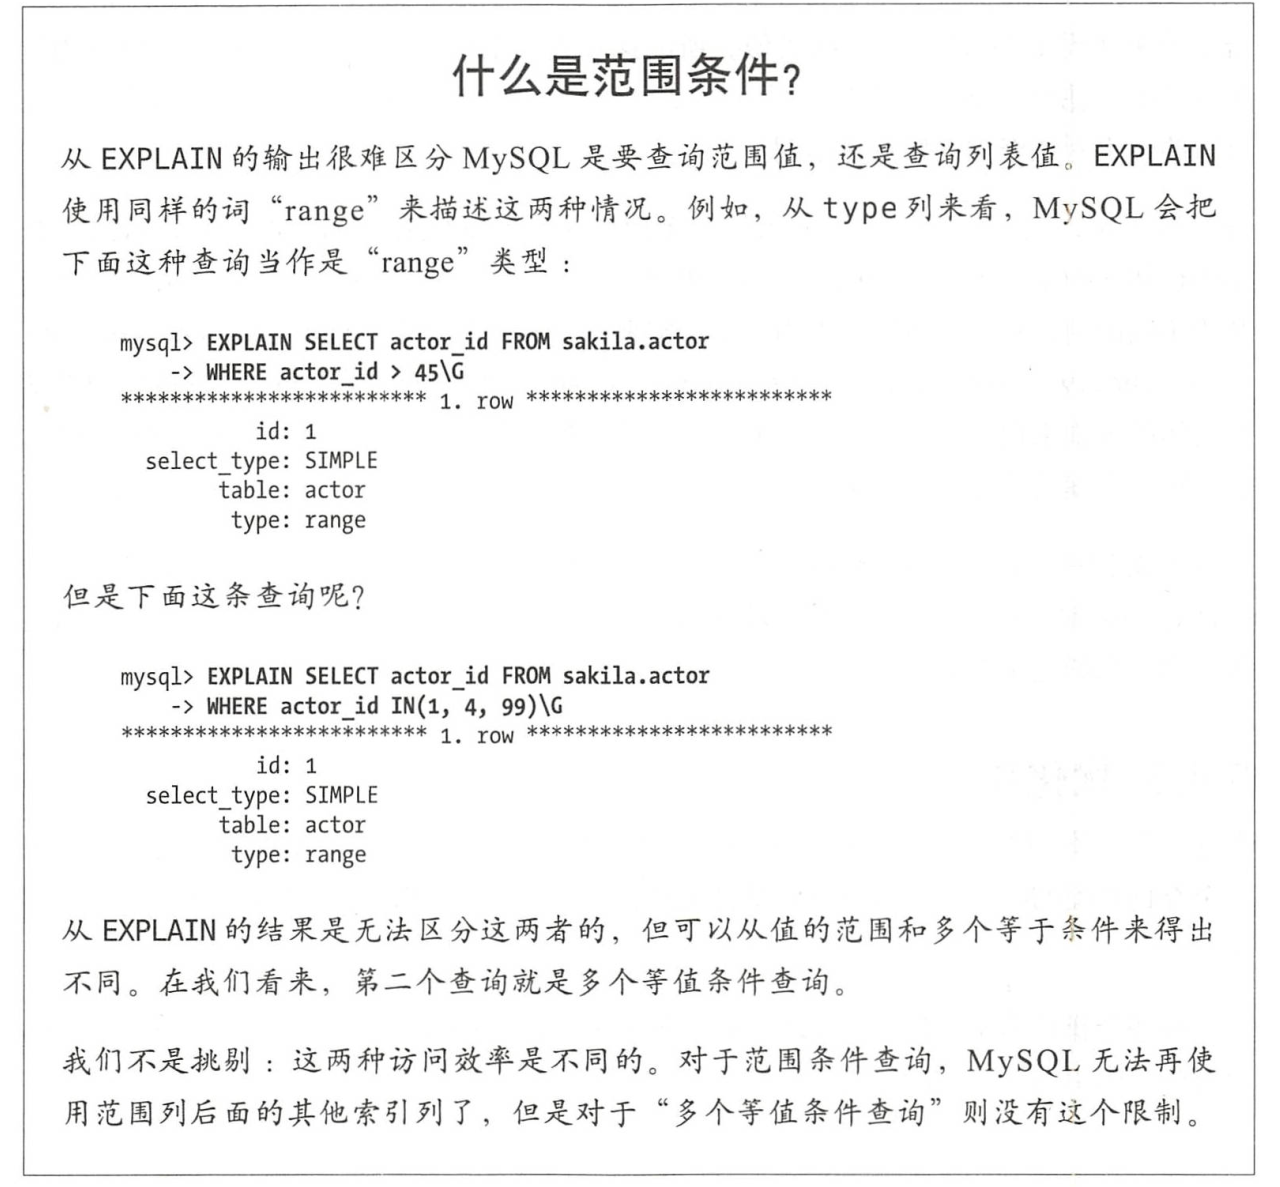 什么是范围条件？
从 EXPLAIN 的输出很难区分 MySQL 是要查询范围值，还是查询列表值。EXPLAIN
使用同样的词“range”来描述这两种情况。例如，从 type 列来看，MySQL 会把
下面这种查询当作是“range”类型：
mysql> EXPLAIN SELECT actor_id FROM sakila.actor
    -> WHERE actor_id > 45\G
************************* 1. row *************************
           id: 1
  select_type: SIMPLE
        table: actor
         type: range
但是下面这条查询呢？
mysql> EXPLAIN SELECT actor_id FROM sakila.actor
    -> WHERE actor_id IN(1, 4, 99)\G
************************* 1. row *************************
           id: 1
  select_type: SIMPLE
        table: actor
         type: range
从 EXPLAIN 的结果是无法区分这两者的，但可以从值的范围和多个等于条件来得出
不同。在我们看来，第二个查询就是多个等值条件查询。
我们不是挑剔：这两种访问效率是不同的。对于范围条件查询，MySQL 无法再使
用范围列后面的其他索引列了，但是对于“多个等值条件查询”则没有这个限制。